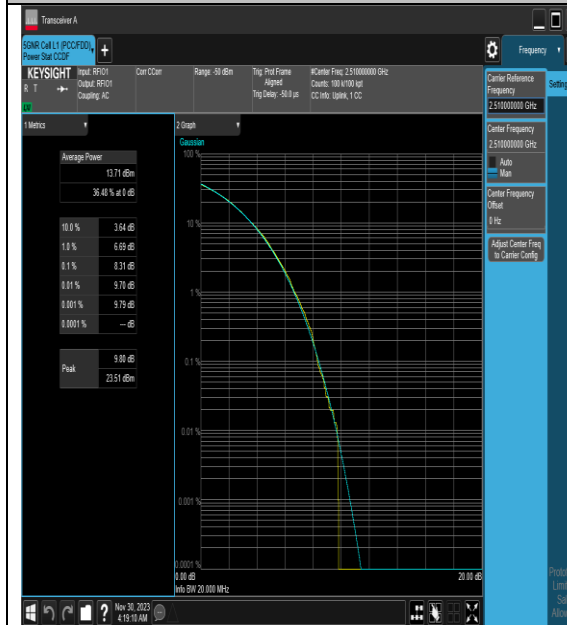 Transceiver A
5GNR Cell L1 (PCC/FDD),
Power Stat CCDF
+
Frequency
KEYSIGHT
R T
Input: RFIO1
Output: RFIO1
Coupling: AC
Corr CCorr
Range: -50 dBm
Trig: Prot Frame
Aligned
Trig Delay: -50.0 µs
#Center Freq: 2.510000000 GHz
Counts: 100 k/100 kpt
CC Info: Uplink, 1 CC
1 Metrics
Average Power
13.71 dBm
36.40 % at 0 dB
10.0 % 3.64 dB
1.0 % 6.69 dB
0.1 % 8.31 dB
0.01 % 9.70 dB
0.001 % 9.79 dB
0.0001 % --- dB
Peak
9.80 dB
23.51 dBm
2 Graph
Gaussian
100 %
10 %
1 %
0.1 %
0.01 %
0.001 %
0.0001 %
0.00 dB
20.00 dB
Info BW 20.000 MHz
Carrier Reference
Frequency
2.510000000 GHz
Center Frequency
2.510000000 GHz
Auto
Man
Center Frequency
Offset
0 Hz
Adjust Center Freq
to Carrier Config
Setting
?
Nov 30, 2023
4:19:10 AM